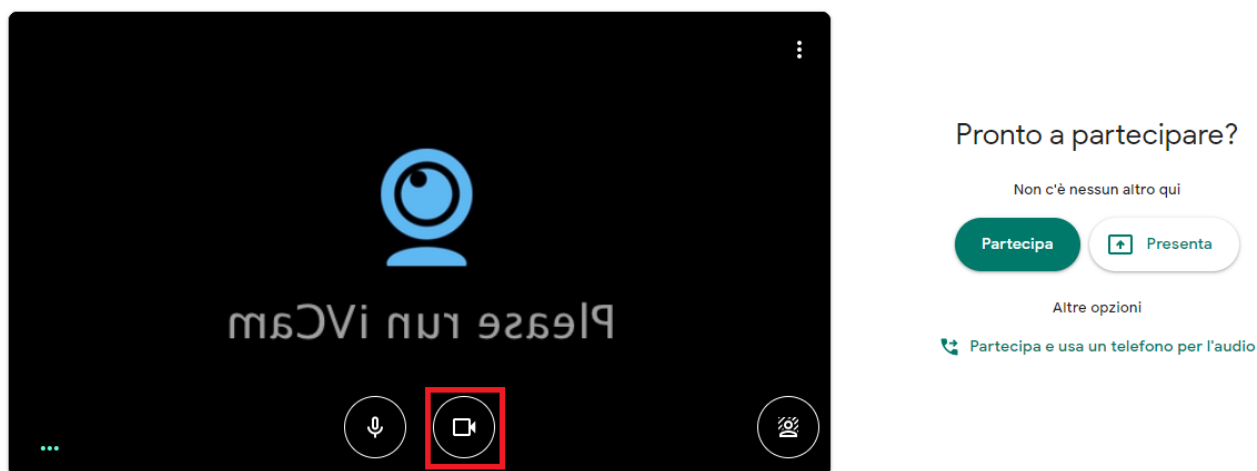 Please run iVCam
Pronto a partecipare?
Non c'è nessun altro qui
Partecipa
Presenta
Altre opzioni
Partecipa e usa un telefono per l'audio